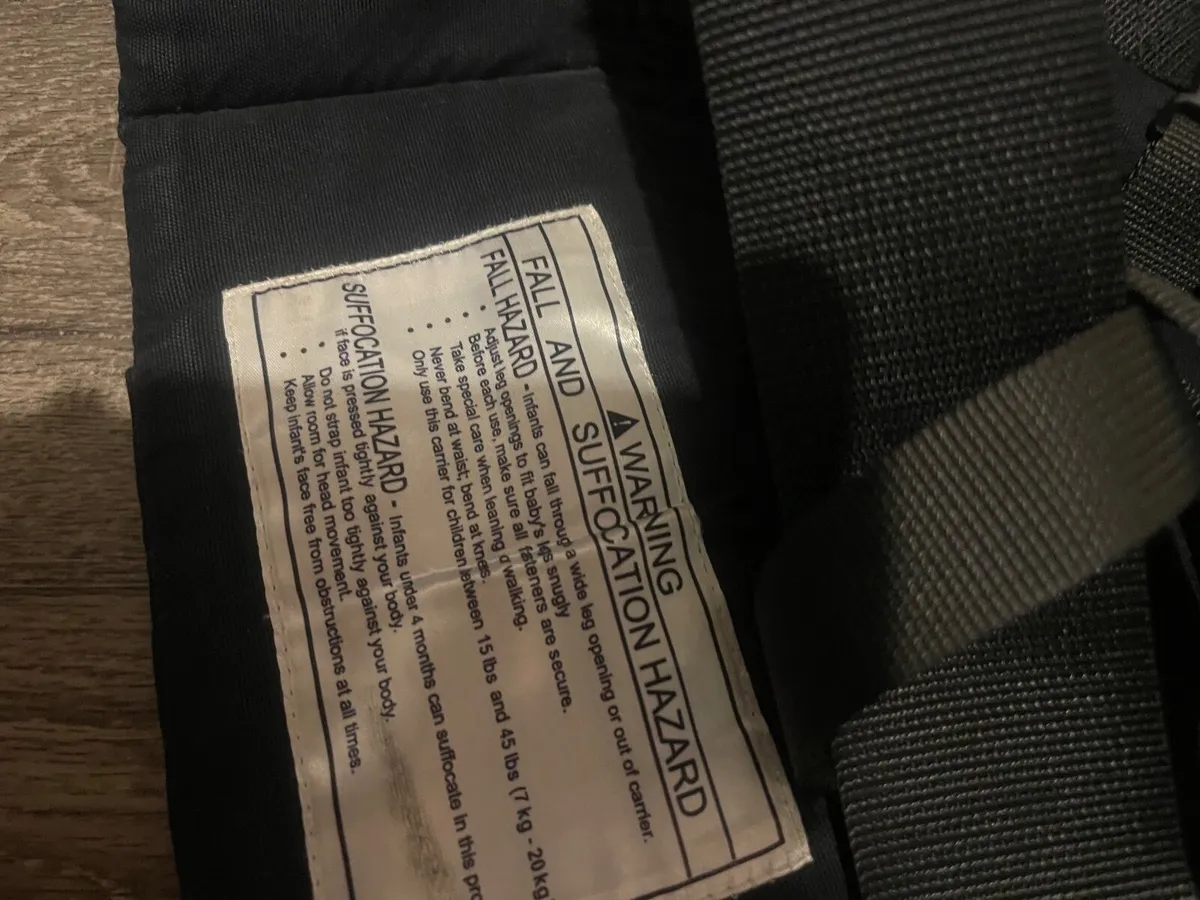 ⚠ WARNING
FALL AND SUFFOCATION HAZARD
FALL HAZARD - Infants can fall through a wide leg opening or out of carrier.
• Adjust leg openings to fit baby's legs snugly
• Before each use, make sure all fasteners are secure.
• Take special care when leaning or walking.
• Never bend at waist; bend at knees.
• Only use this carrier for children between 15 lbs and 45 lbs (7 kg - 20 kg
SUFFOCATION HAZARD - Infants under 4 months can suffocate in this
if face is pressed tightly against your body.
• Do not strap infant too tightly against your body.
• Allow room for head movement.
• Keep infant's face free from obstructions at all times.